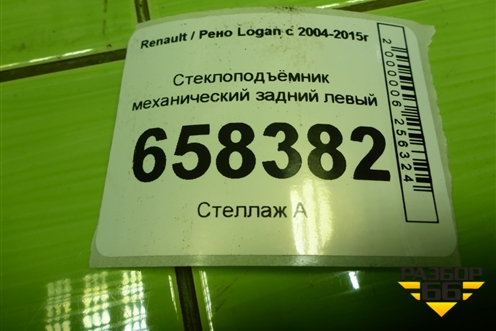 Renault / Рено Logan с 2004-2015г
Стеклоподъёмник
механический задний левый
658382
Стеллаж А
2000006256324
РАЗБОР
66